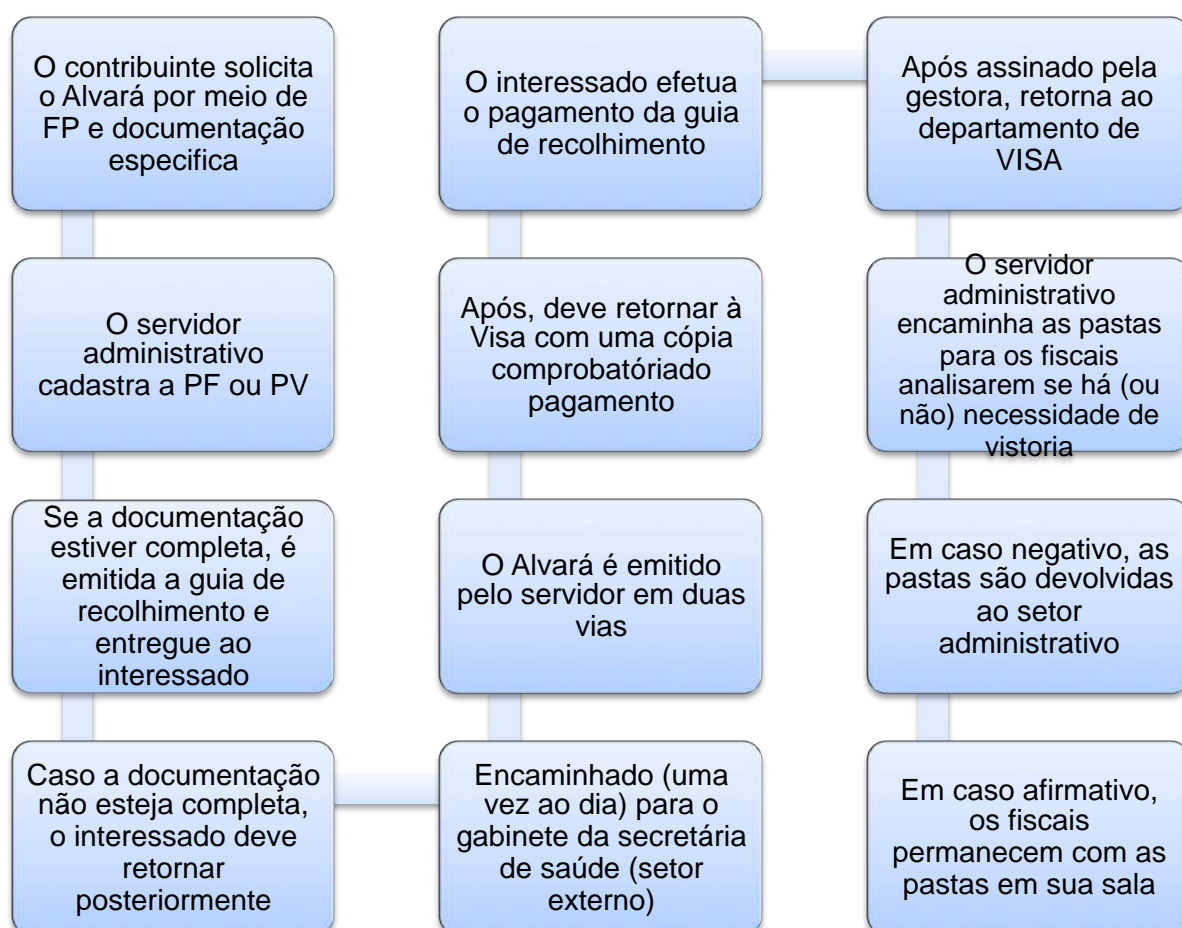 O contribuinte solicita
o Alvará por meio de
FP e documentação
especifica
O servidor
administrativo
cadastra a PF ou PV
Se a documentação
estiver completa, é
emitida a guia de
recolhimento e
entregue ao
interessado
Caso a documentação
não esteja completa,
o interessado deve
retornar
posteriormente
O interessado efetua
o pagamento da guia
de recolhimento
Após, deve retornar à
Visa com uma cópia
comprobatóriado
pagamento
O Alvará é emitido
pelo servidor em duas
vias
Encaminhado (uma
vez ao dia) para o
gabinete da secretária
de saúde (setor
externo)
Após assinado pela
gestora, retorna ao
departamento de
VISA
O servidor
administrativo
encaminha as pastas
para os fiscais
analisarem se há (ou
não) necessidade de
vistoria
Em caso negativo, as
pastas são devolvidas
ao setor
administrativo
Em caso afirmativo,
os fiscais
permanecem com as
pastas em sua sala